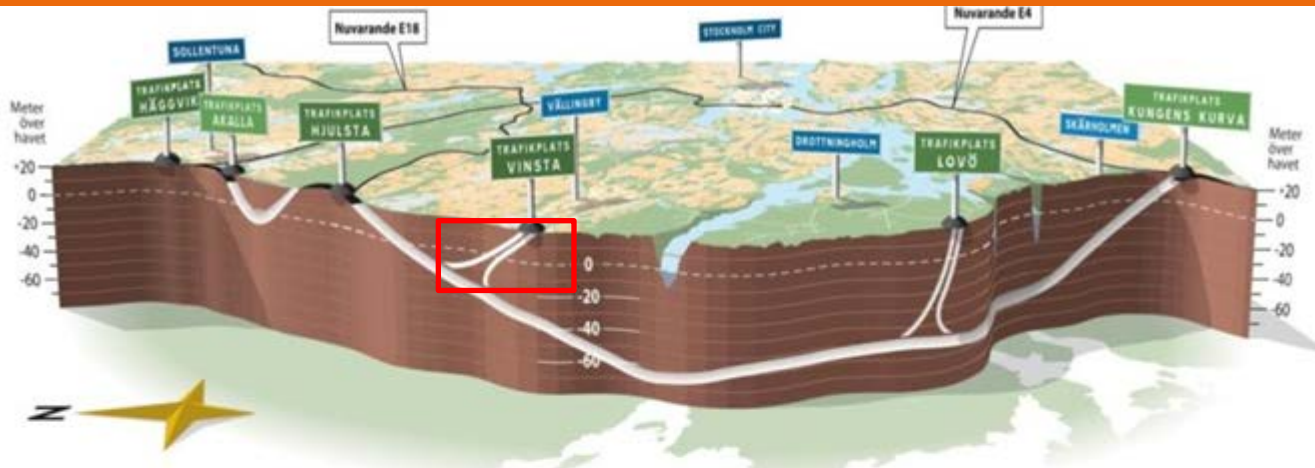 Nuvarande E18
Nuvarande E4
STOCKHOLM CITY
SOLLENTUNA
TRAFIKPLATS
HÄGGVIK
TRAFIKPLATS
AKALLA
TRAFIKPLATS
HJULSTA
VÄLLINGBY
TRAFIKPLATS
VINSTA
DROTTNINGHOLM
TRAFIKPLATS
LOVÖ
SKÄRHOLMEN
TRAFIKPLATS
KUNGENS KURVA
Meter
över
havet
+20
0
-20
-40
-60
0
-20
-40
-60
Meter
över
havet
+20
0
-20
-40
-60
N